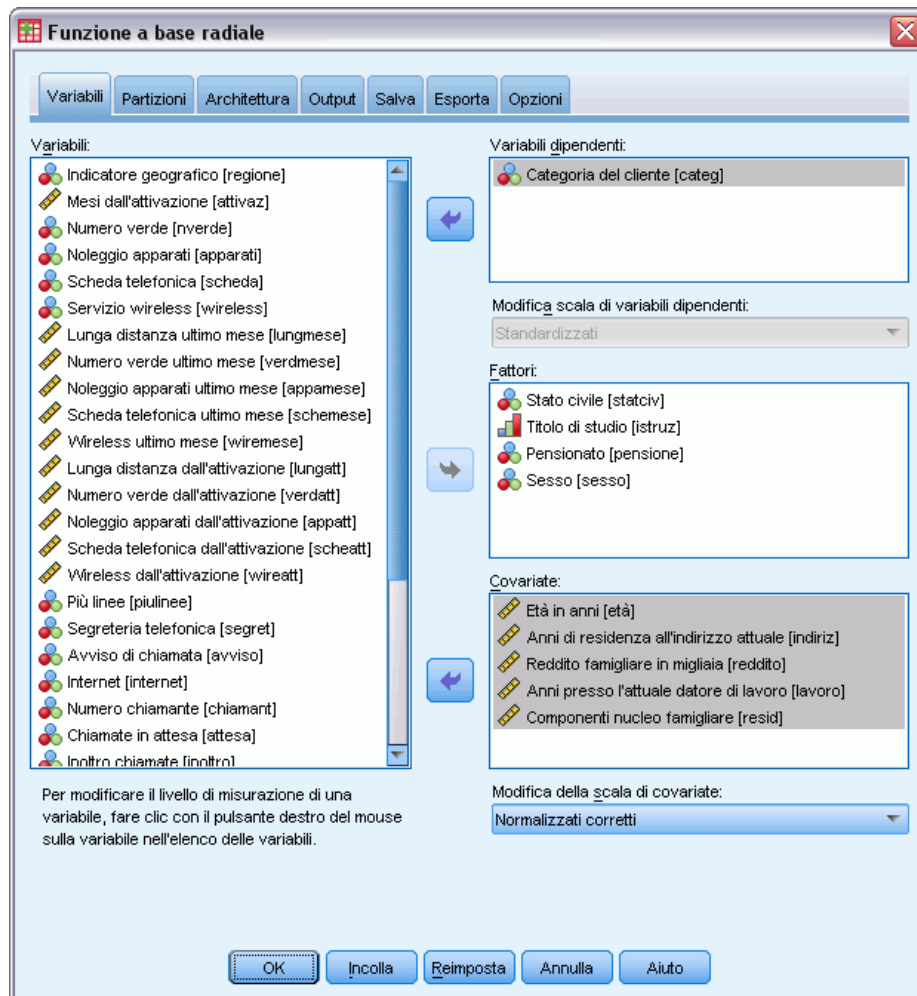 Funzione a base radiale
Variabili
Partizioni
Architettura
Output
Salva
Esporta
Opzioni
Variabili:
Indicatore geografico [regione]
Mesi dall'attivazione [attivaz]
Numero verde [nverde]
Noleggio apparati [apparati]
Scheda telefonica [scheda]
Servizio wireless [wireless]
Lunga distanza ultimo mese [lungmese]
Numero verde ultimo mese [verdmese]
Noleggio apparati ultimo mese [appamese]
Scheda telefonica ultimo mese [schemese]
Wireless ultimo mese [wiremese]
Lunga distanza dall'attivazione [lungatt]
Numero verde dall'attivazione [verdatt]
Noleggio apparati dall'attivazione [appatt]
Scheda telefonica dall'attivazione [scheatt]
Wireless dall'attivazione [wireatt]
Più linee [piulinee]
Segreteria telefonica [segret]
Avviso di chiamata [avviso]
Internet [internet]
Numero chiamante [chiamant]
Chiamate in attesa [attesa]
Inoltro chiamate [inoltro]
Per modificare il livello di misurazione di una
variabile, fare clic con il pulsante destro del mouse
sulla variabile nell'elenco delle variabili.
Variabili dipendenti:
Categoria del cliente [categ]
Modifica scala di variabili dipendenti:
Standardizzati
Fattori:
Stato civile [statciv]
Titolo di studio [istruz]
Pensionato [pensione]
Sesso [sesso]
Covariate:
Età in anni [età]
Anni di residenza all'indirizzo attuale [indiriz]
Reddito famigliare in migliaia [reddito]
Anni presso l'attuale datore di lavoro [lavoro]
Componenti nucleo famigliare [resid]
Modifica della scala di covariate:
Normalizzati corretti
OK
Incolla
Reimposta
Annulla
Aiuto